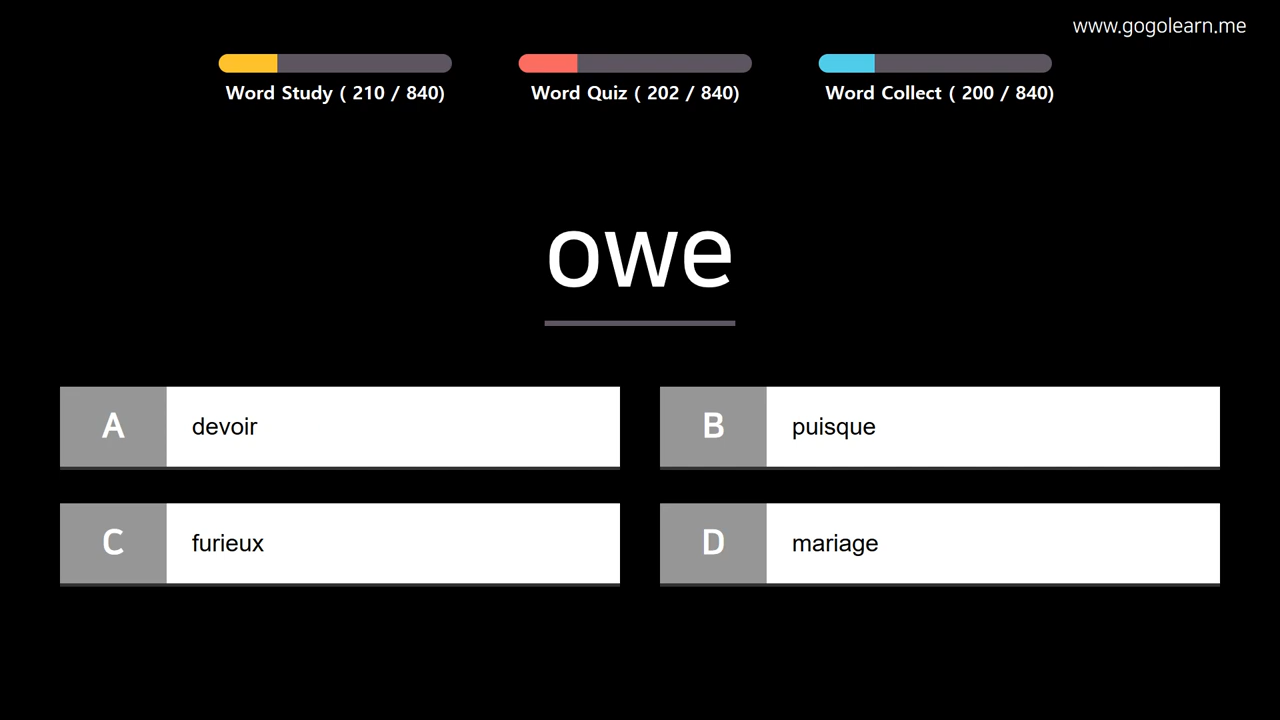 www.gogolearn.me
Word Study ( 210 / 840)
Word Quiz ( 202 / 840)
Word Collect ( 200 / 840)
owe
A devoir
B puisque
C furieux
D mariage